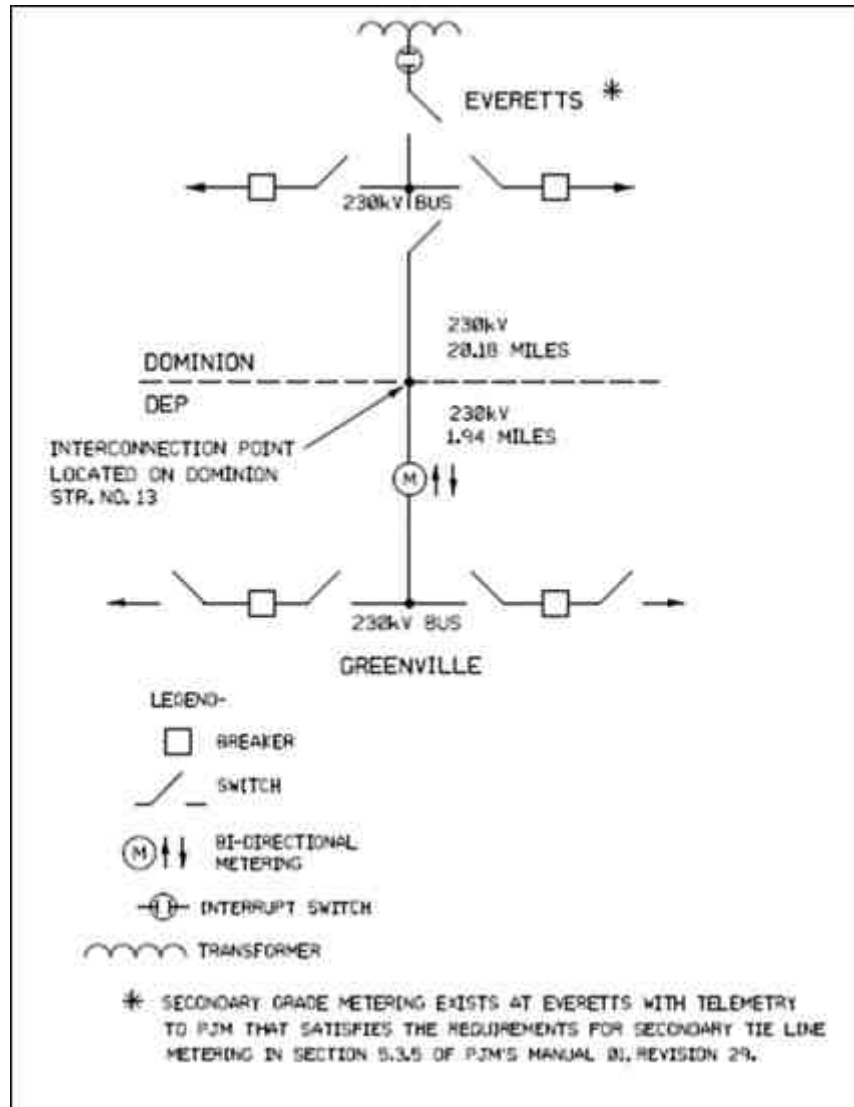 EVERETTS *
230kV BUS
230kV
20.18 MILES
DOMINION
DEP
230kV
1.94 MILES
INTERCONNECTION POINT
LOCATED ON DOMINION
STR. NO. 13
M
230kV BUS
GREENVILLE
LEGEND-
BREAKER
SWITCH
M
BI-DIRECTIONAL
METERING
INTERRUPT SWITCH
TRANSFORMER
* SECONDARY GRADE METERING EXISTS AT EVERETTS WITH TELEMETRY
TO PJM THAT SATISFIES THE REQUIREMENTS FOR SECONDARY TIE LINE
METERING IN SECTION 5.3.5 OF PJM'S MANUAL 01, REVISION 29.